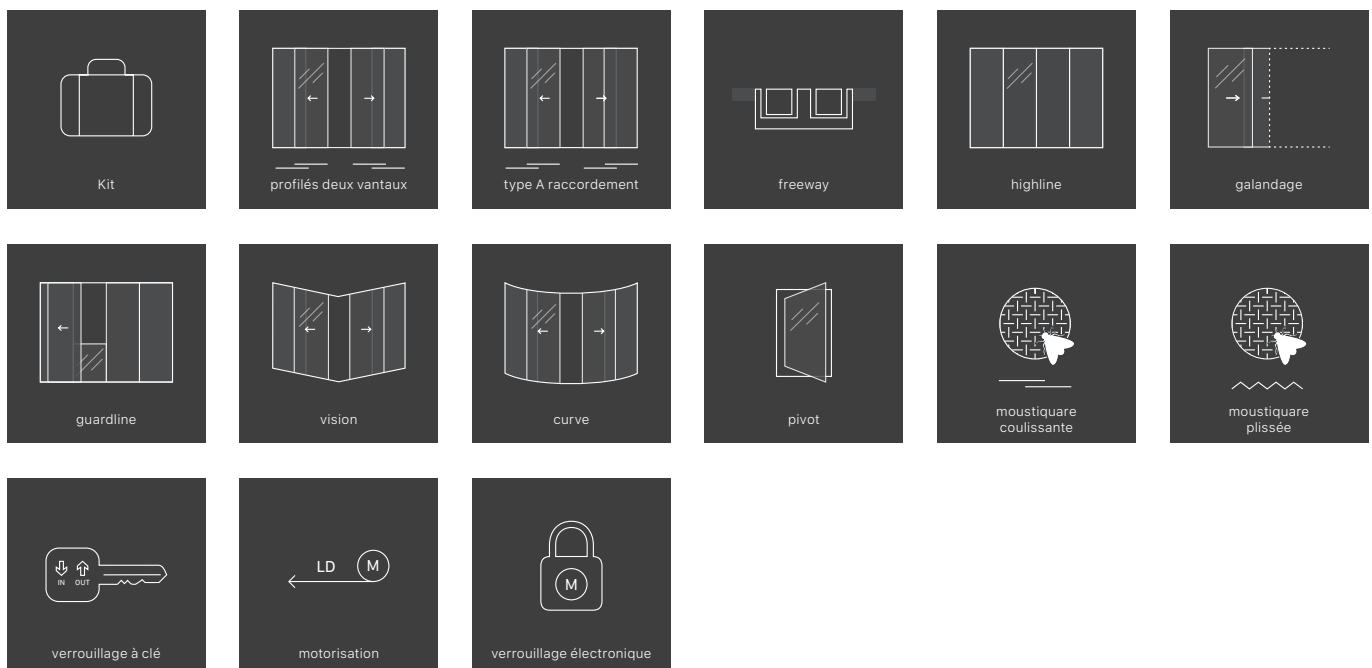 Kit
profilés deux vantaux
type A raccordement
freeway
highline
galandage
guardline
vision
curve
pivot
moustiquare
coulissante
moustiquare
plissée
IN OUT
verrouillage à clé
LD M
motorisation
M
verrouillage électronique